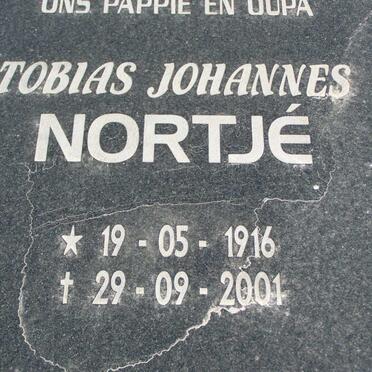 ONS PAPPIE EN OUPA
TOBIAS JOHANNES
NORTJÉ
★ 19 - 05 - 1916
† 29 - 09 - 2001